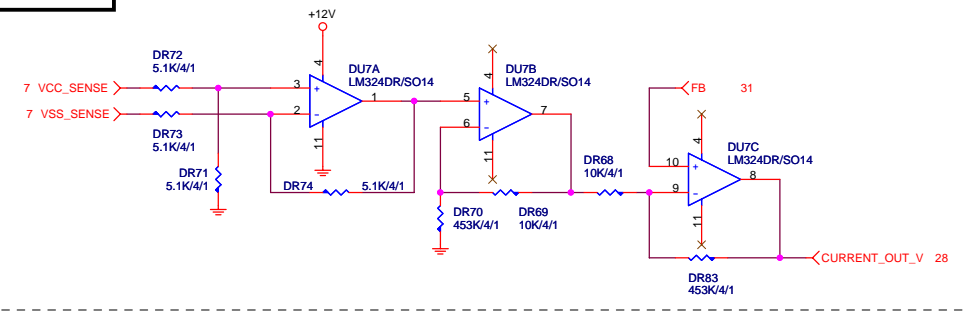 +12V
DR72
5.1K/4/1
DU7A
LM324DR/SO14
DU7B
LM324DR/SO14
4
4
7 VCC_SENSE
3
+
1
5
+
7
FB 31
7 VSS_SENSE
2
-
6
-
4
DU7C
LM324DR/SO14
DR73
5.1K/4/1
11
11
DR68
10K/4/1
10
+
8
DR71
5.1K/4/1
DR74 5.1K/4/1
9
-
DR70
453K/4/1
DR69
10K/4/1
11
CURRENT_OUT_V 28
DR83
453K/4/1